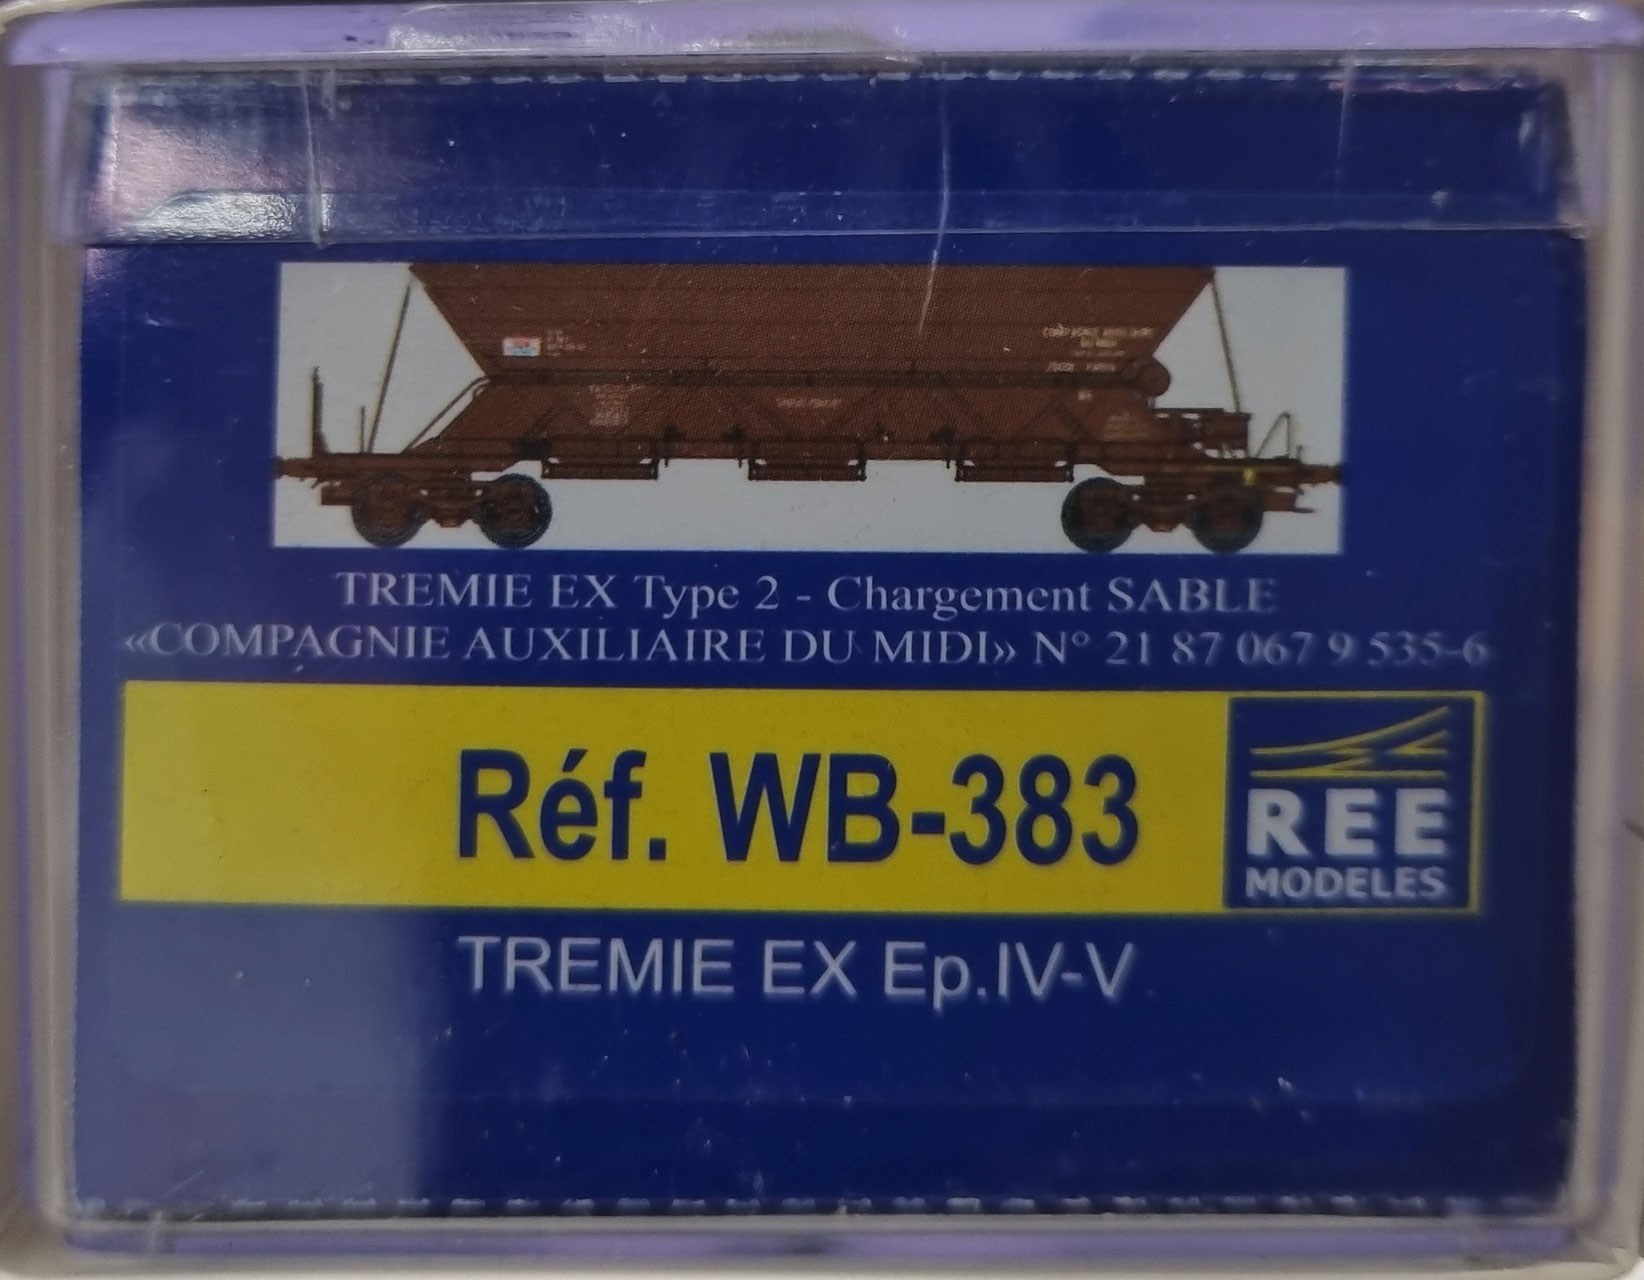 TREMIE EX Type 2 - Chargement SABLE
«COMPAGNIE AUXILIAIRE DU MIDI» N° 21 87 067 9 535-6
Réf. WB-383
REE
MODELES
TREMIE EX Ep.IV-V